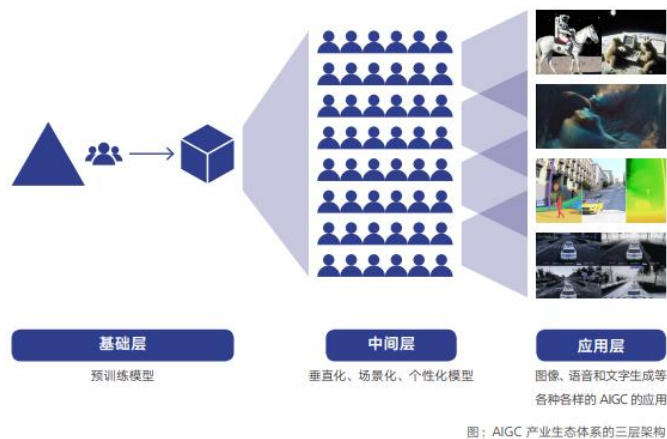 基础层
预训练模型
中间层
垂直化、场景化、个性化模型
应用层
图像、语音和文字生成等
各种各样的 AIGC 的应用
图：AIGC 产业生态体系的三层架构